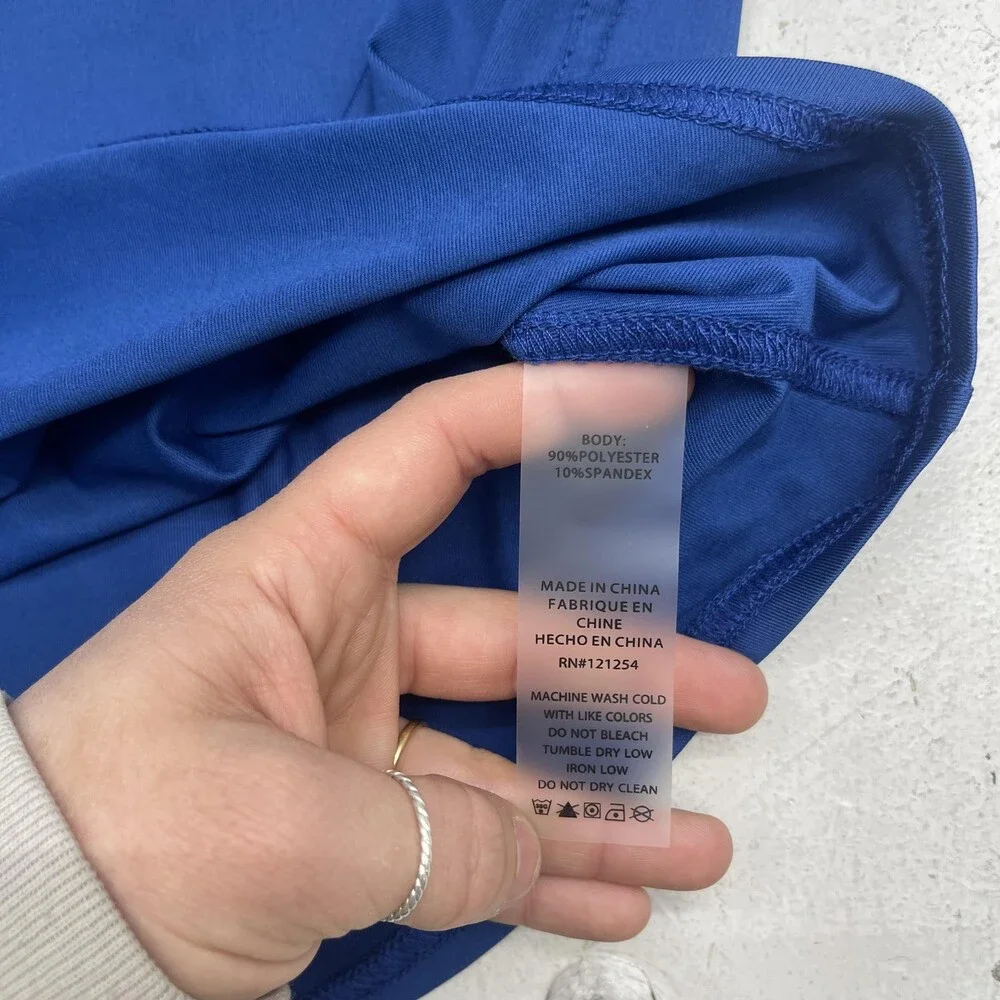 BODY:
90%POLYESTER
10%SPANDEX
MADE IN CHINA
FABRIQUE EN
CHINE
HECHO EN CHINA
RN#121254
MACHINE WASH COLD
WITH LIKE COLORS
DO NOT BLEACH
TUMBLE DRY LOW
IRON LOW
DO NOT DRY CLEAN